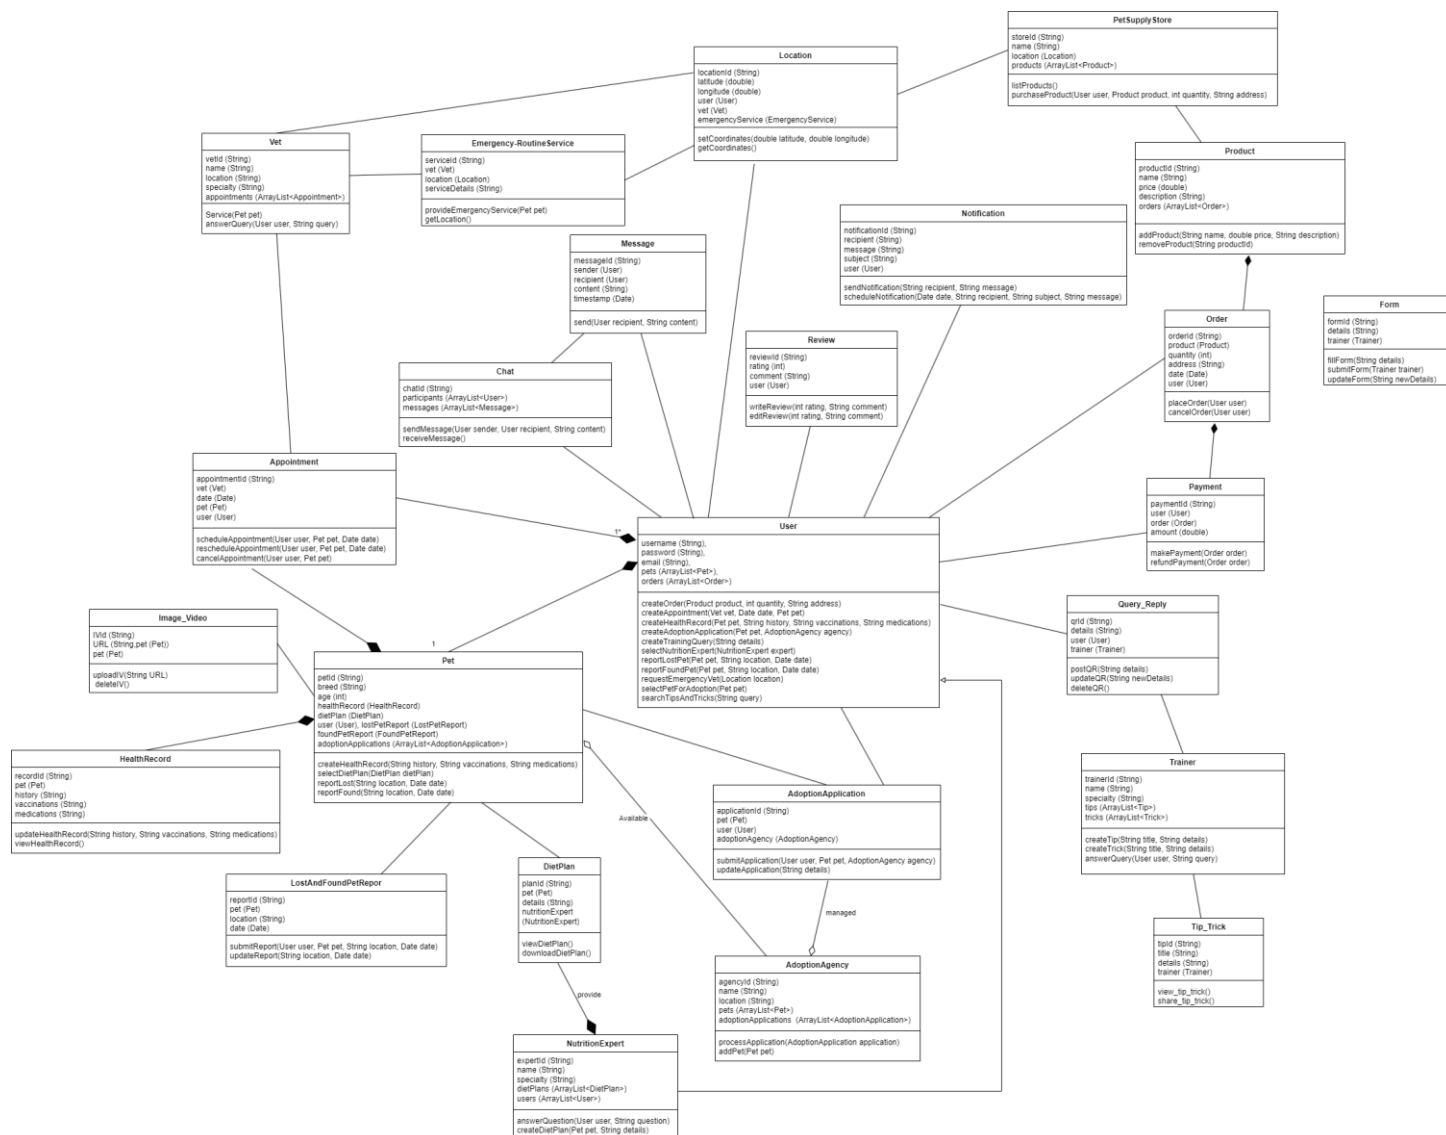 PetSupplyStore
storeId (String)
name (String)
location (Location)
products (ArrayList<Product>)
listProducts()
purchaseProduct(User user, Product product, int quantity, String address)
Location
locationId (String)
latitude (double)
longitude (double)
user (User)
vet (Vet)
emergencyService (EmergencyService)
setCoordinates(double latitude, double longitude)
getCoordinates()
Vet
vetId (String)
name (String)
location (String)
specialty (String)
appointments (ArrayList<Appointment>)
Service(Pet pet)
answerQuery(User user, String query)
Emergency-RoutineService
serviceId (String)
vet (Vet)
location (Location)
serviceDetails (String)
provideEmergencyService(Pet pet)
getLocation()
Product
productId (String)
name (String)
price (double)
description (String)
orders (ArrayList<Order>)
addProduct(String name, double price, String description)
removeProduct(String productId)
Notification
notificationId (String)
recipient (String)
message (String)
subject (String)
user (User)
sendNotification(String recipient, String message)
scheduleNotification(Date date, String recipient, String subject, String message)
Message
messageId (String)
sender (User)
recipient (User)
content (String)
timestamp (Date)
send(User recipient, String content)
Form
formId (String)
details (String)
trainer (Trainer)
fillForm(String details)
submitForm(Trainer trainer)
updateForm(String newDetails)
Order
orderId (String)
product (Product)
quantity (int)
address (String)
date (Date)
user (User)
placeOrder(User user)
cancelOrder(User user)
Review
reviewId (String)
rating (int)
comment (String)
user (User)
writeReview(int rating, String comment)
editReview(int rating, String comment)
Chat
chatId (String)
participants (ArrayList<User>)
messages (ArrayList<Message>)
sendMessage(User sender, User recipient, String content)
receiveMessage()
Appointment
appointmentId (String)
vet (Vet)
date (Date)
pet (Pet)
user (User)
scheduleAppointment(User user, Pet pet, Date date)
rescheduleAppointment(User user, Pet pet, Date date)
cancelAppointment(User user, Pet pet)
Payment
paymentId (String)
user (User)
order (Order)
amount (double)
makePayment(Order order)
refundPayment(Order order)
1*
User
username (String),
password (String),
email (String),
pets (ArrayList<Pet>),
orders (ArrayList<Order>)
createOrder(Product product, int quantity, String address)
createAppointment(Vet vet, Date date, Pet pet)
createHealthRecord(Pet pet, String history, String vaccinations, String medications)
createAdoptionApplication(Pet pet, AdoptionAgency agency)
createTrainingQuery(String details)
selectNutritionExpert(NutritionExpert expert)
reportLostPet(Pet pet, String location, Date date)
reportFoundPet(Pet pet, String location, Date date)
requestEmergencyVet(Location location)
selectPetForAdoption(Pet pet)
searchTipsAndTricks(String query)
Query_Reply
qrId (String)
details (String)
user (User)
trainer (Trainer)
postQR(String details)
updateQR(String newDetails)
deleteQR()
Image_Video
IVId (String)
URL (String,pet (Pet))
pet (Pet)
uploadIV(String URL)
deleteIV()
1
Pet
petId (String)
breed (String)
age (int)
healthRecord (HealthRecord)
dietPlan (DietPlan)
user (User), lostPetReport (LostPetReport)
foundPetReport (FoundPetReport)
adoptionApplications (ArrayList<AdoptionApplication>)
createHealthRecord(String history, String vaccinations, String medications)
selectDietPlan(DietPlan dietPlan)
reportLost(String location, Date date)
reportFound(String location, Date date)
HealthRecord
recordId (String)
pet (Pet)
history (String)
vaccinations (String)
medications (String)
updateHealthRecord(String history, String vaccinations, String medications)
viewHealthRecord()
Trainer
trainerId (String)
name (String)
specialty (String)
tips (ArrayList<Tip>)
tricks (ArrayList<Trick>)
createTip(String title, String details)
createTrick(String title, String details)
answerQuery(User user, String query)
AdoptionApplication
applicationId (String)
pet (Pet)
user (User)
adoptionAgency (AdoptionAgency)
submitApplication(User user, Pet pet, AdoptionAgency agency)
updateApplication(String details)
Available
LostAndFoundPetRepor
reportId (String)
pet (Pet)
location (String)
date (Date)
submitReport(User user, Pet pet, String location, Date date)
updateReport(String location, Date date)
DietPlan
planId (String)
pet (Pet)
details (String)
nutritionExpert
(NutritionExpert)
viewDietPlan()
downloadDietPlan()
managed
Tip_Trick
tipId (String)
title (String)
details (String)
trainer (Trainer)
view_tip_trick()
share_tip_trick()
AdoptionAgency
agencyId (String)
name (String)
location (String)
pets (ArrayList<Pet>)
adoptionApplications (ArrayList<AdoptionApplication>)
processApplication(AdoptionApplication application)
addPet(Pet pet)
provide
NutritionExpert
expertId (String)
name (String)
specialty (String)
dietPlans (ArrayList<DietPlan>)
users (ArrayList<User>)
answerQuestion(User user, String question)
createDietPlan(Pet pet, String details)